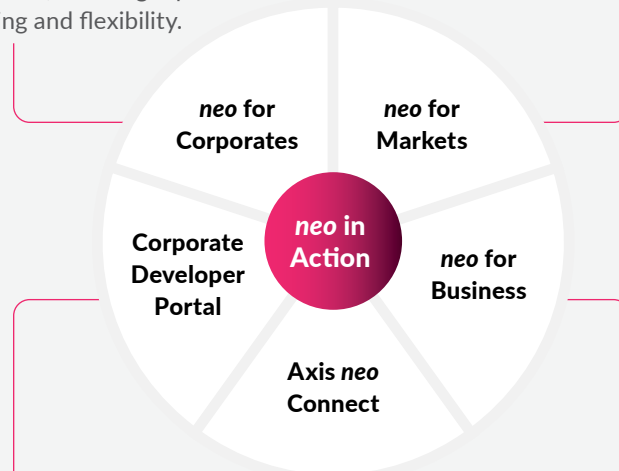 and flexibility.
neo for
Corporates
neo for
Markets
neo in
Action
Corporate
Developer
Portal
neo for
Business
Axis neo
Connect